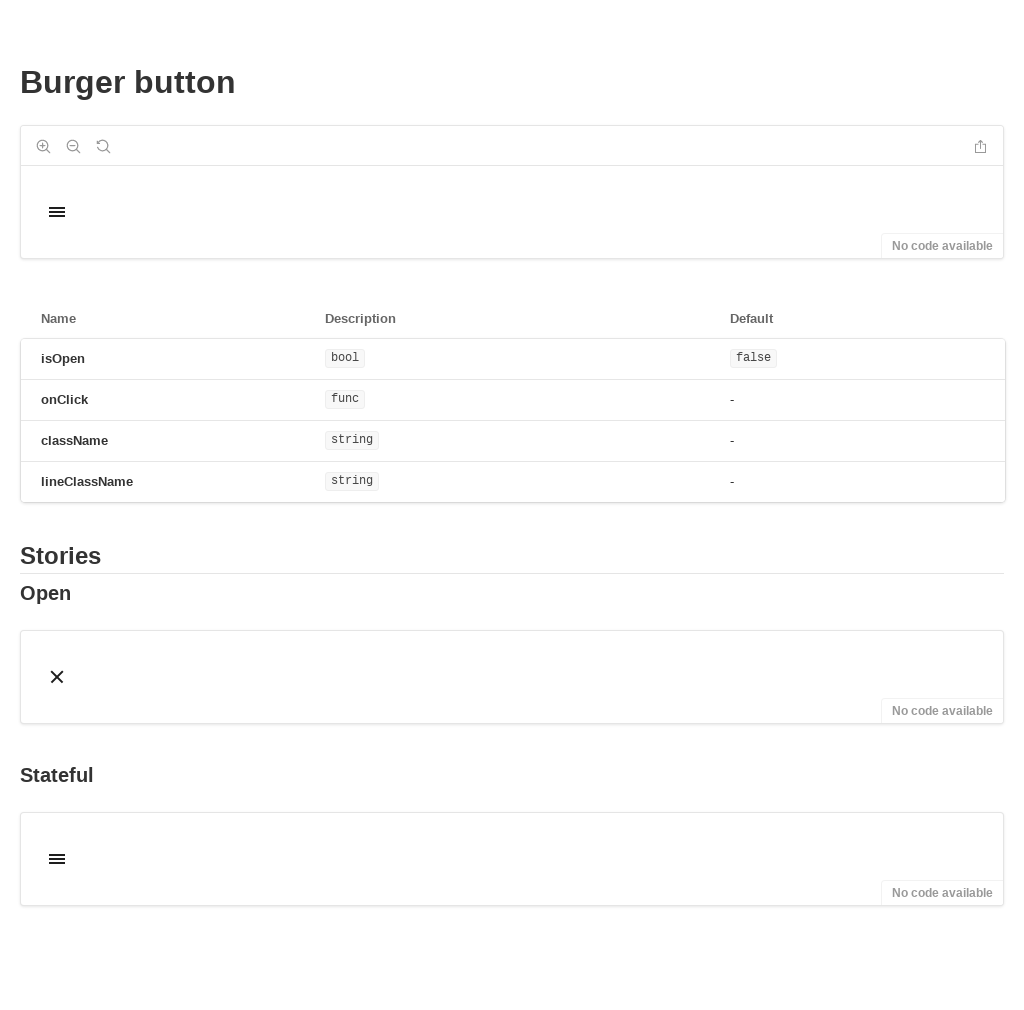 Burger button
No code available
Name Description Default
isOpen bool false
onClick func -
className string -
lineClassName string -
Stories
Open
No code available
Stateful
No code available